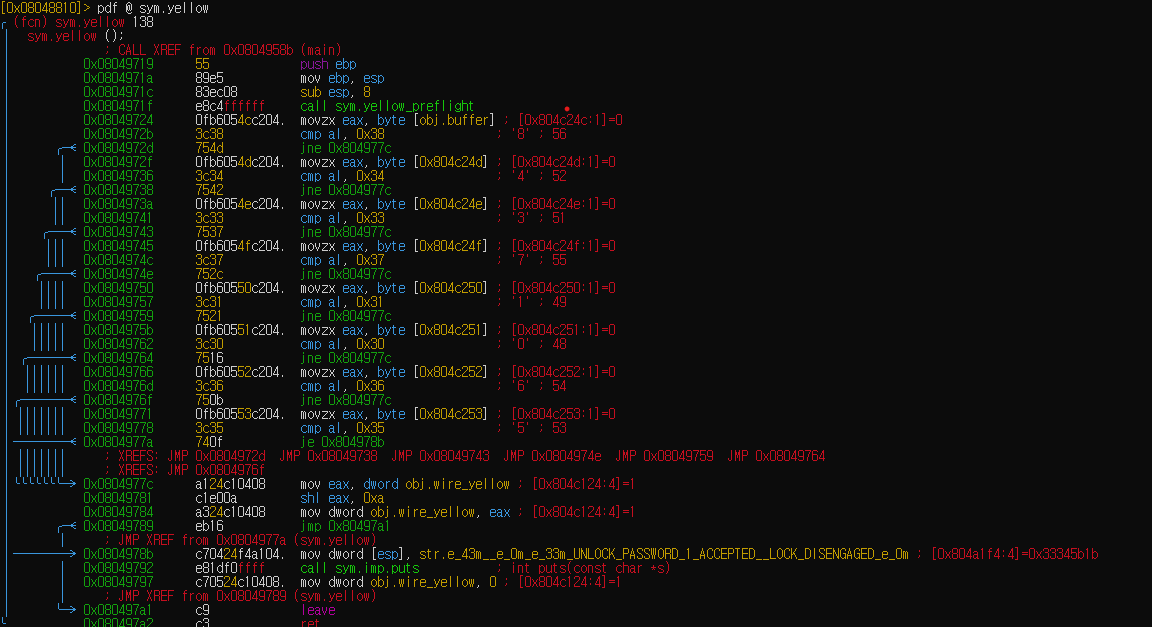 [0x08048810]> pdf @ sym.yellow
(fcn) sym.yellow 138
sym.yellow ();
; CALL XREF from 0x0804958b (main)
0x08049719 55 push ebp
0x0804971a 89e5 mov ebp, esp
0x0804971c 83ec08 sub esp, 8
0x0804971f e8c4ffffff call sym.yellow_preflight
0x08049724 0fb6054cc204. movzx eax, byte [obj.buffer] ; [0x804c24c:1]=0
0x0804972b 3c38 cmp al, 0x38 ; '8' ; 56
0x0804972d 754d jne 0x804977c
0x0804972f 0fb6054dc204. movzx eax, byte [0x804c24d] ; [0x804c24d:1]=0
0x08049736 3c34 cmp al, 0x34 ; '4' ; 52
0x08049738 7542 jne 0x804977c
0x0804973a 0fb6054ec204. movzx eax, byte [0x804c24e] ; [0x804c24e:1]=0
0x08049741 3c33 cmp al, 0x33 ; '3' ; 51
0x08049743 7537 jne 0x804977c
0x08049745 0fb6054fc204. movzx eax, byte [0x804c24f] ; [0x804c24f:1]=0
0x0804974c 3c37 cmp al, 0x37 ; '7' ; 55
0x0804974e 752c jne 0x804977c
0x08049750 0fb60550c204. movzx eax, byte [0x804c250] ; [0x804c250:1]=0
0x08049757 3c31 cmp al, 0x31 ; '1' ; 49
0x08049759 7521 jne 0x804977c
0x0804975b 0fb60551c204. movzx eax, byte [0x804c251] ; [0x804c251:1]=0
0x08049762 3c30 cmp al, 0x30 ; '0' ; 48
0x08049764 7516 jne 0x804977c
0x08049766 0fb60552c204. movzx eax, byte [0x804c252] ; [0x804c252:1]=0
0x0804976d 3c36 cmp al, 0x36 ; '6' ; 54
0x0804976f 750b jne 0x804977c
0x08049771 0fb60553c204. movzx eax, byte [0x804c253] ; [0x804c253:1]=0
0x08049778 3c35 cmp al, 0x35 ; '5' ; 53
0x0804977a 740f je 0x804978b
; XREFS: JMP 0x0804972d JMP 0x08049738 JMP 0x08049743 JMP 0x0804974e JMP 0x08049759 JMP 0x08049764
; XREFS: JMP 0x0804976f
0x0804977c a124c10408 mov eax, dword obj.wire_yellow ; [0x804c124:4]=1
0x08049781 c1e00a shl eax, 0xa
0x08049784 a324c10408 mov dword obj.wire_yellow, eax ; [0x804c124:4]=1
0x08049789 eb16 jmp 0x80497a1
; JMP XREF from 0x0804977a (sym.yellow)
0x0804978b c70424f4a104. mov dword [esp], str.e_43m__e_0m_e_33m_UNLOCK_PASSWORD_1_ACCEPTED__LOCK_DISENGAGED_e_0m ; [0x804a1f4:4]=0x33345b1b
0x08049792 e81df0ffff call sym.imp.puts ; int puts(const char *s)
0x08049797 c70524c10408. mov dword obj.wire_yellow, 0 ; [0x804c124:4]=1
; JMP XREF from 0x08049789 (sym.yellow)
0x080497a1 c9 leave
0x080497a2 c3 ret